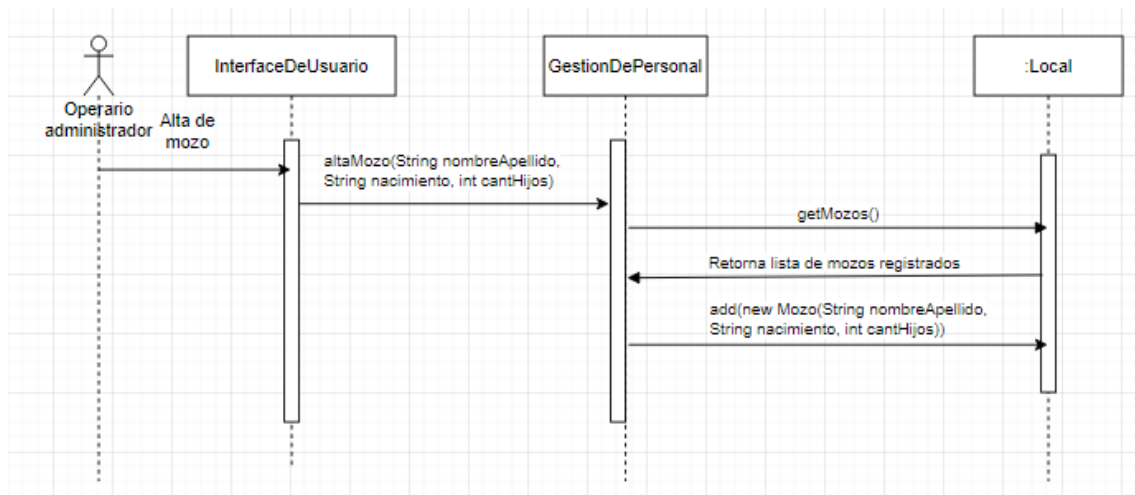 InterfaceDeUsuario
GestionDePersonal
:Local
Operario
administrador
Alta de
mozo
altaMozo(String nombreApellido,
String nacimiento, int cantHijos)
getMozos()
Retorna lista de mozos registrados
add(new Mozo(String nombreApellido,
String nacimiento, int cantHijos))